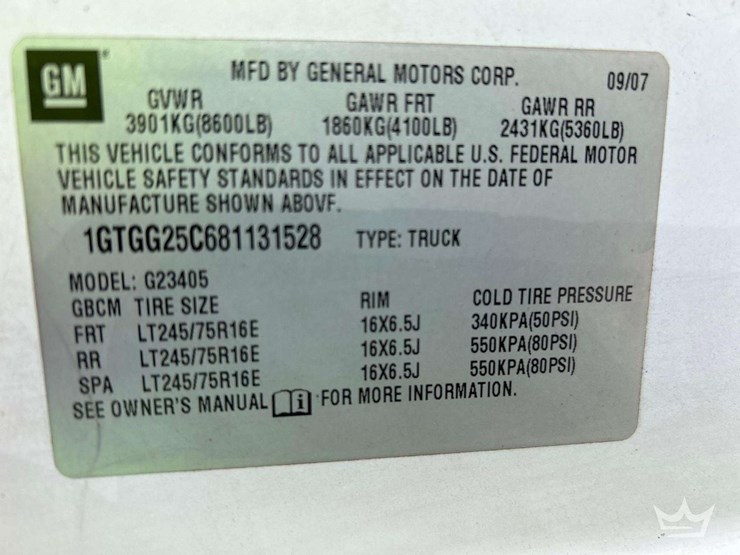 GM
MFD BY GENERAL MOTORS CORP. 09/07
GVWR GAWR FRT GAWR RR
3901KG(8600LB) 1860KG(4100LB) 2431KG(5360LB)
THIS VEHICLE CONFORMS TO ALL APPLICABLE U.S. FEDERAL MOTOR
VEHICLE SAFETY STANDARDS IN EFFECT ON THE DATE OF
MANUFACTURE SHOWN ABOVE.
1GTGG25C681131528 TYPE: TRUCK
MODEL: G23405
GBCM TIRE SIZE RIM COLD TIRE PRESSURE
FRT LT245/75R16E 16X6.5J 340KPA(50PSI)
RR LT245/75R16E 16X6.5J 550KPA(80PSI)
SPA LT245/75R16E 16X6.5J 550KPA(80PSI)
SEE OWNER'S MANUAL i FOR MORE INFORMATION.